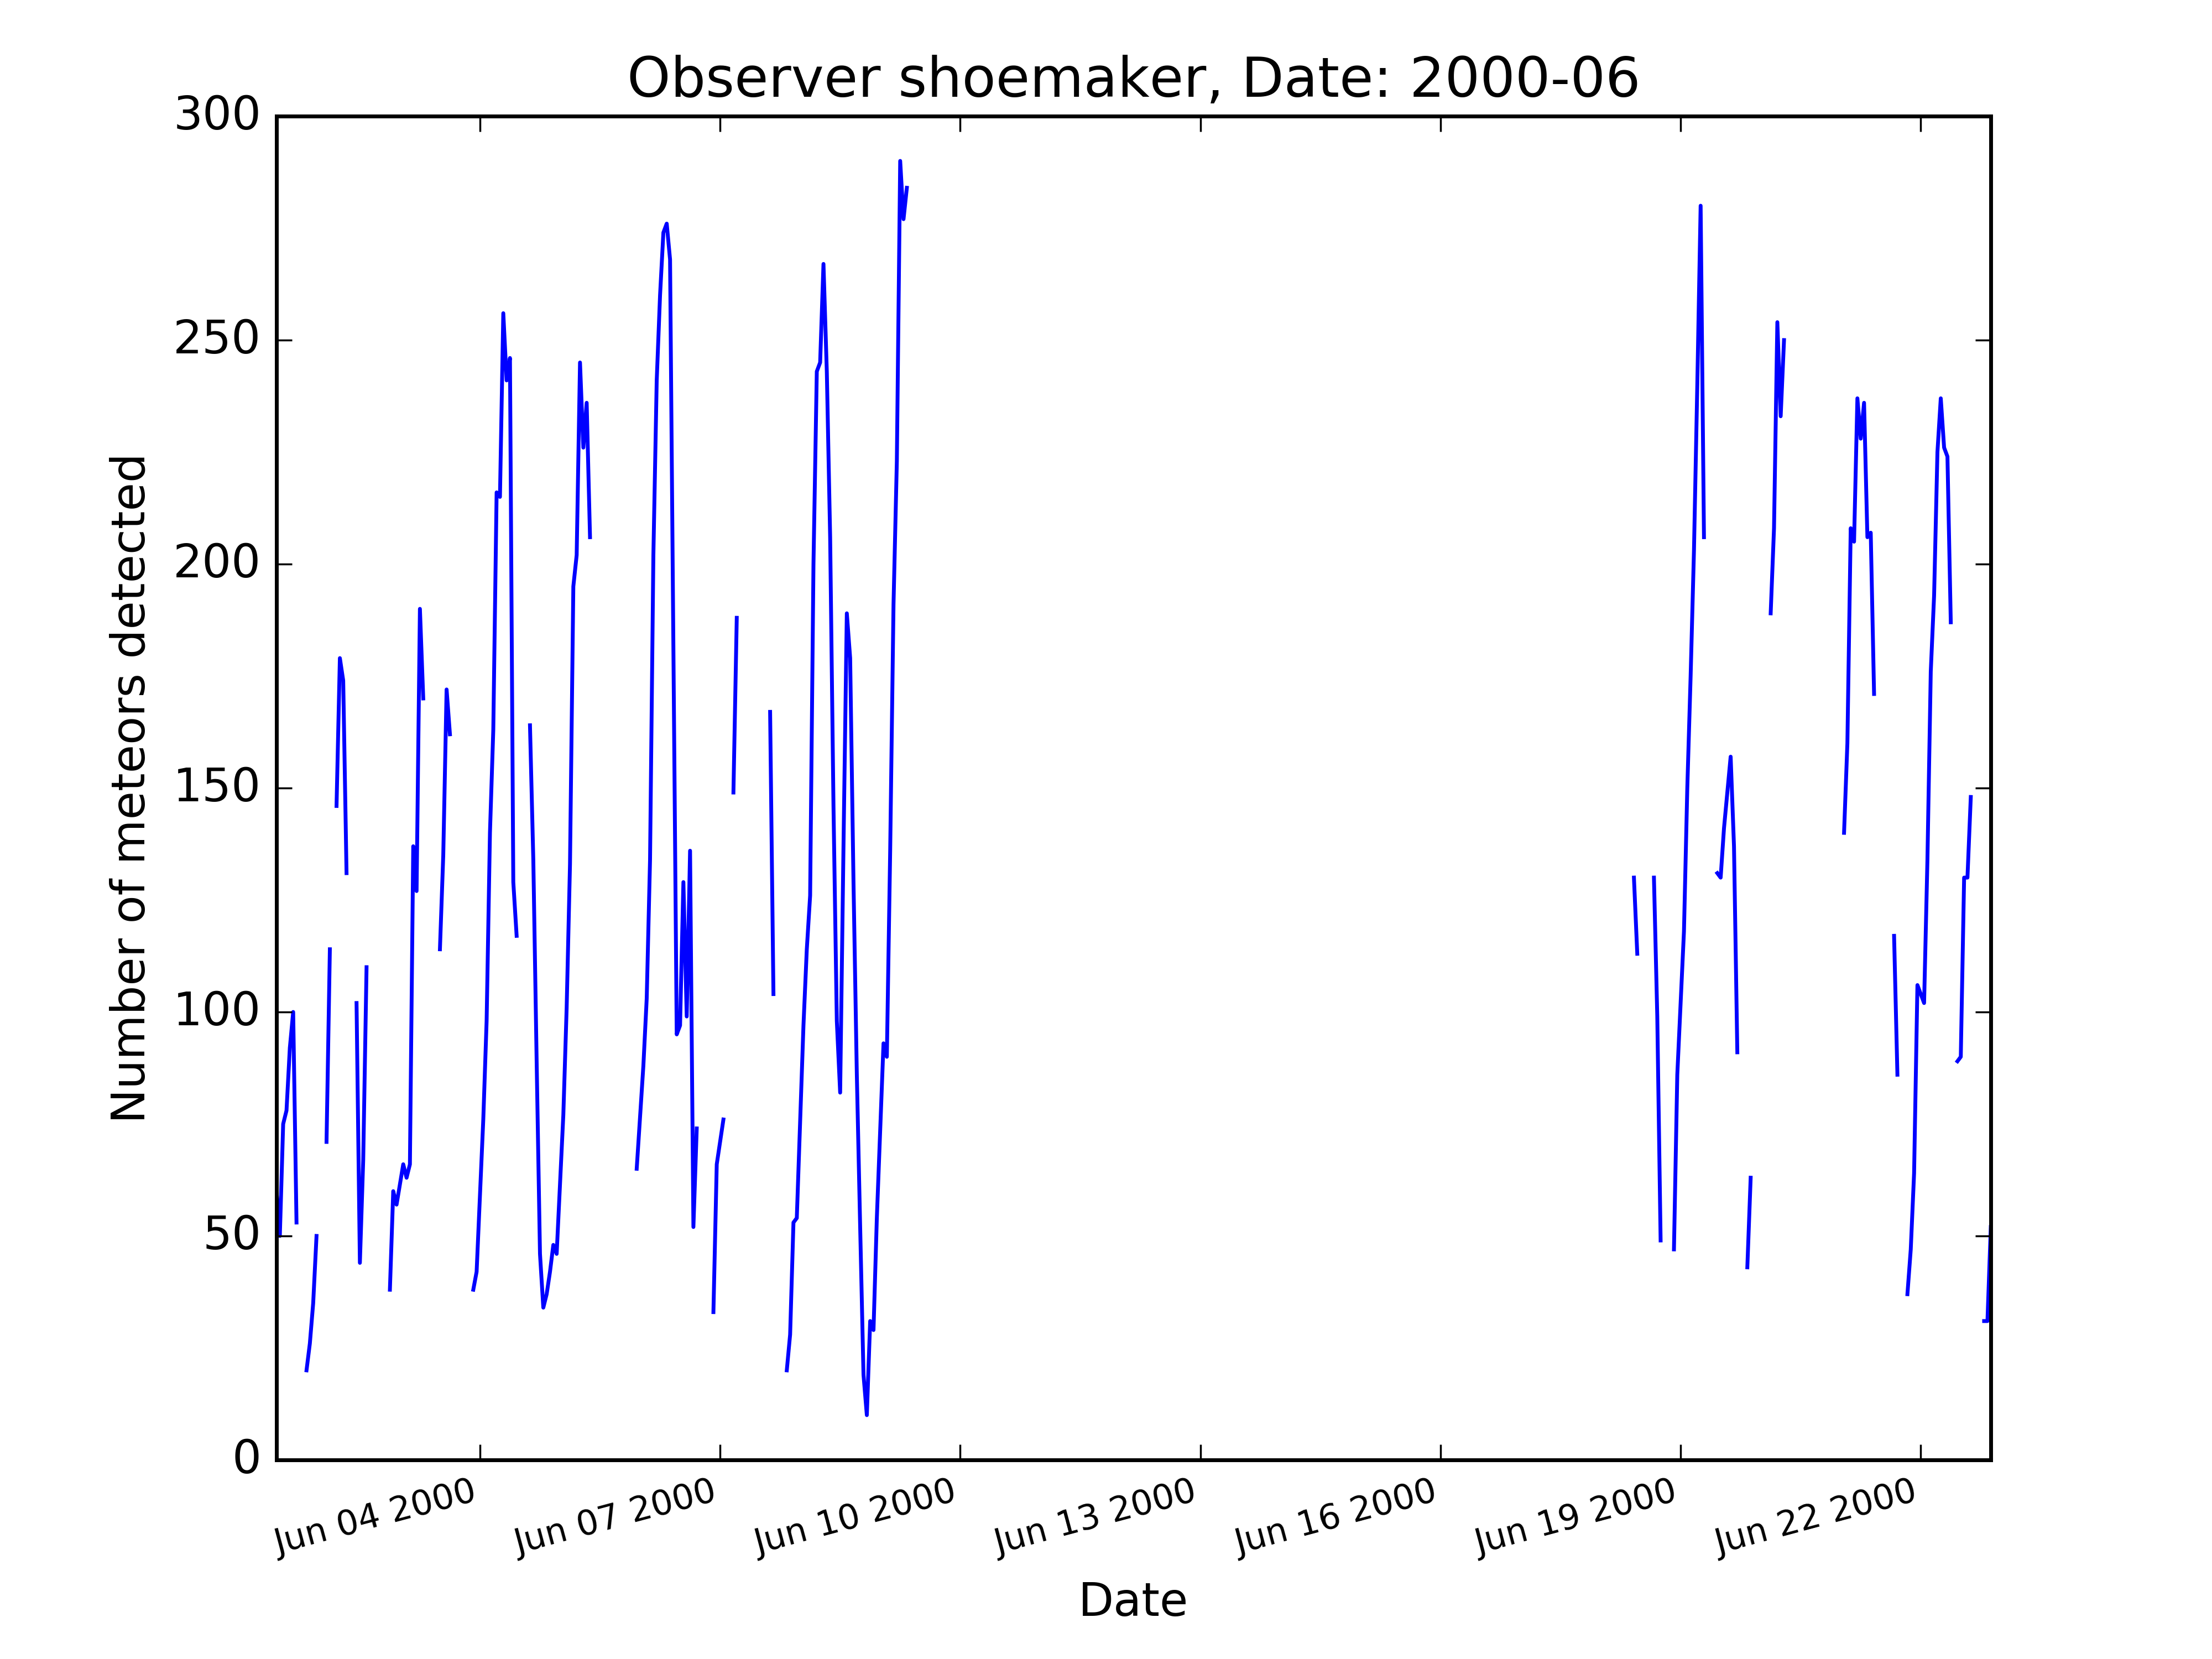 Observer shoemaker, Date: 2000-06
300
250
200
150
100
50
0
Number of meteors detected
Jun 04 2000
Jun 07 2000
Jun 10 2000
Jun 13 2000
Jun 16 2000
Jun 19 2000
Jun 22 2000
Date